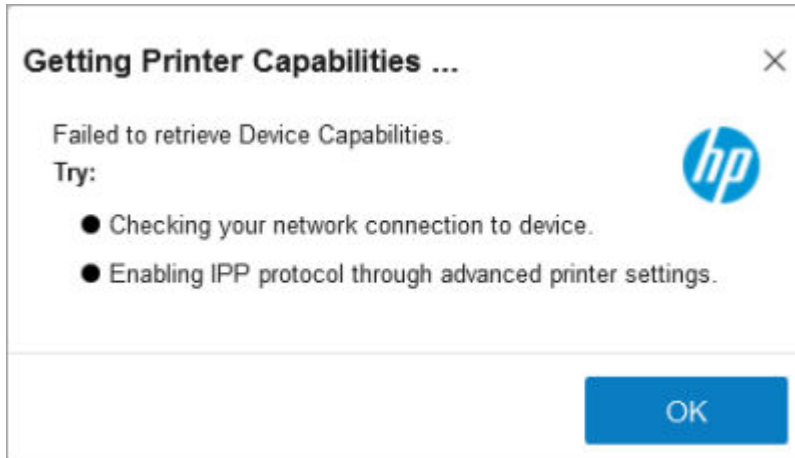 Getting Printer Capabilities ...
Failed to retrieve Device Capabilities.
Try:
● Checking your network connection to device.
● Enabling IPP protocol through advanced printer settings.
hp
OK